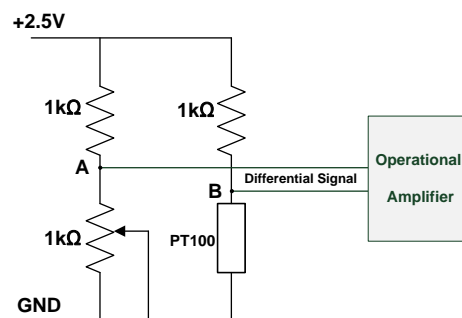 +2.5V
1kΩ
1kΩ
A
Differential Signal
B
Operational
Amplifier
1kΩ
PT100
GND